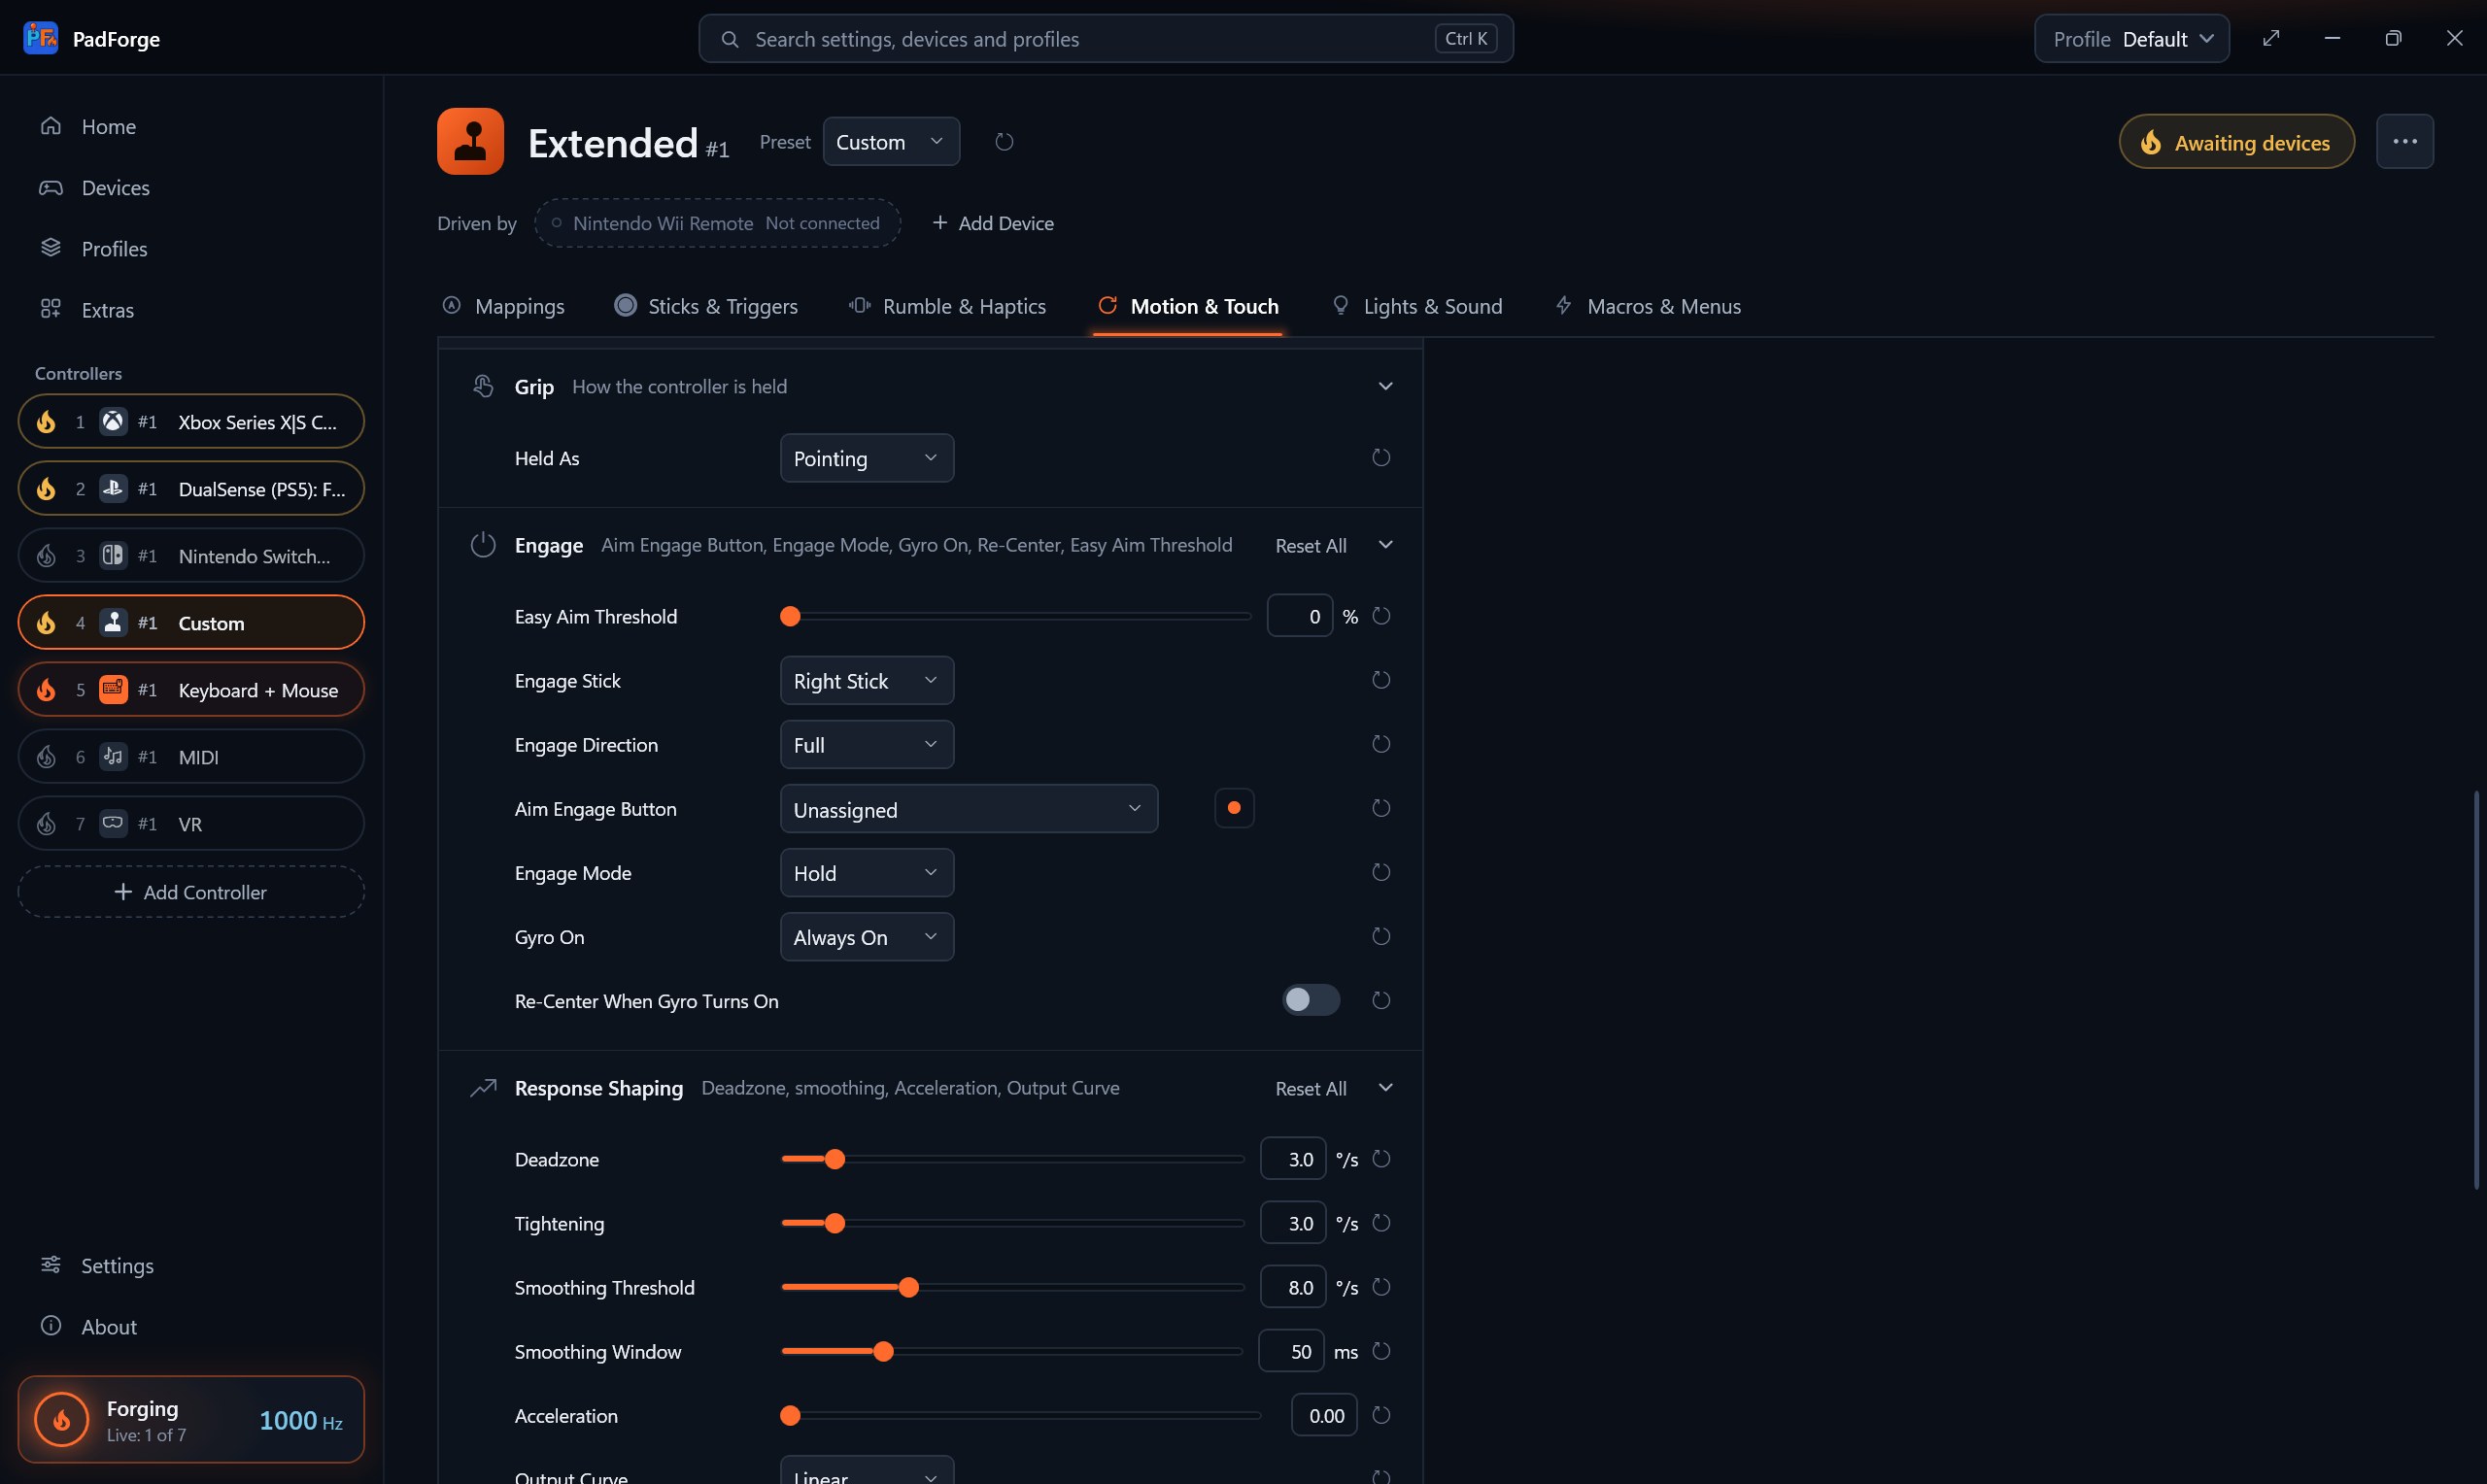 PadForge
Search settings, devices and profiles
Ctrl K
Profile Default
Home
Devices
Profiles
Extras
Controllers
1 #1 Xbox Series X|S C...
2 #1 DualSense (PS5): F...
3 #1 Nintendo Switch...
4 #1 Custom
5 #1 Keyboard + Mouse
6 #1 MIDI
7 #1 VR
+ Add Controller
Settings
About
Forging
Live: 1 of 7
1000 Hz
Extended #1
Preset Custom
Awaiting devices
Driven by Nintendo Wii Remote Not connected + Add Device
Mappings
Sticks & Triggers
Rumble & Haptics
Motion & Touch
Lights & Sound
Macros & Menus
Grip How the controller is held
Held As Pointing
Engage Aim Engage Button, Engage Mode, Gyro On, Re-Center, Easy Aim Threshold Reset All
Easy Aim Threshold 0 %
Engage Stick Right Stick
Engage Direction Full
Aim Engage Button Unassigned
Engage Mode Hold
Gyro On Always On
Re-Center When Gyro Turns On
Response Shaping Deadzone, smoothing, Acceleration, Output Curve Reset All
Deadzone 3.0 °/s
Tightening 3.0 °/s
Smoothing Threshold 8.0 °/s
Smoothing Window 50 ms
Acceleration 0.00
Output Curve Linear